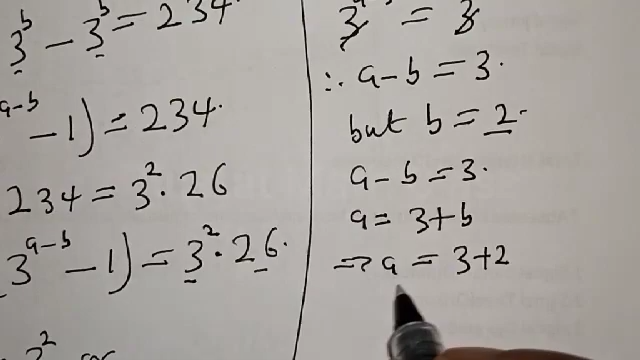 3^b - 3^b = 234.
a-b - 1) = 234.
234 = 3^2 . 26
3^{a-b} - 1) = 3^2 . 26.
3^2 or
= 3
∴ a - b = 3.
but b = 2.
a - b = 3.
a = 3 + b
⇒ a = 3 + 2